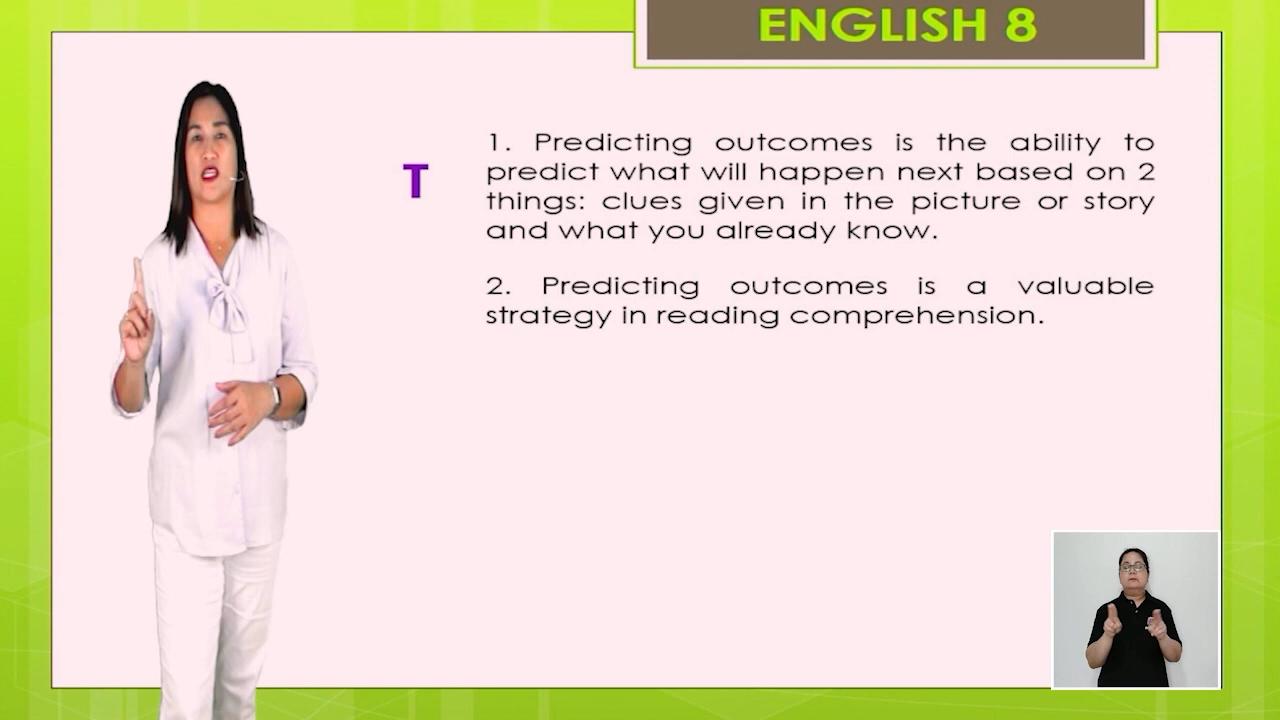 ENGLISH 8
T
1. Predicting outcomes is the ability to
predict what will happen next based on 2
things: clues given in the picture or story
and what you already know.
2. Predicting outcomes is a valuable
strategy in reading comprehension.